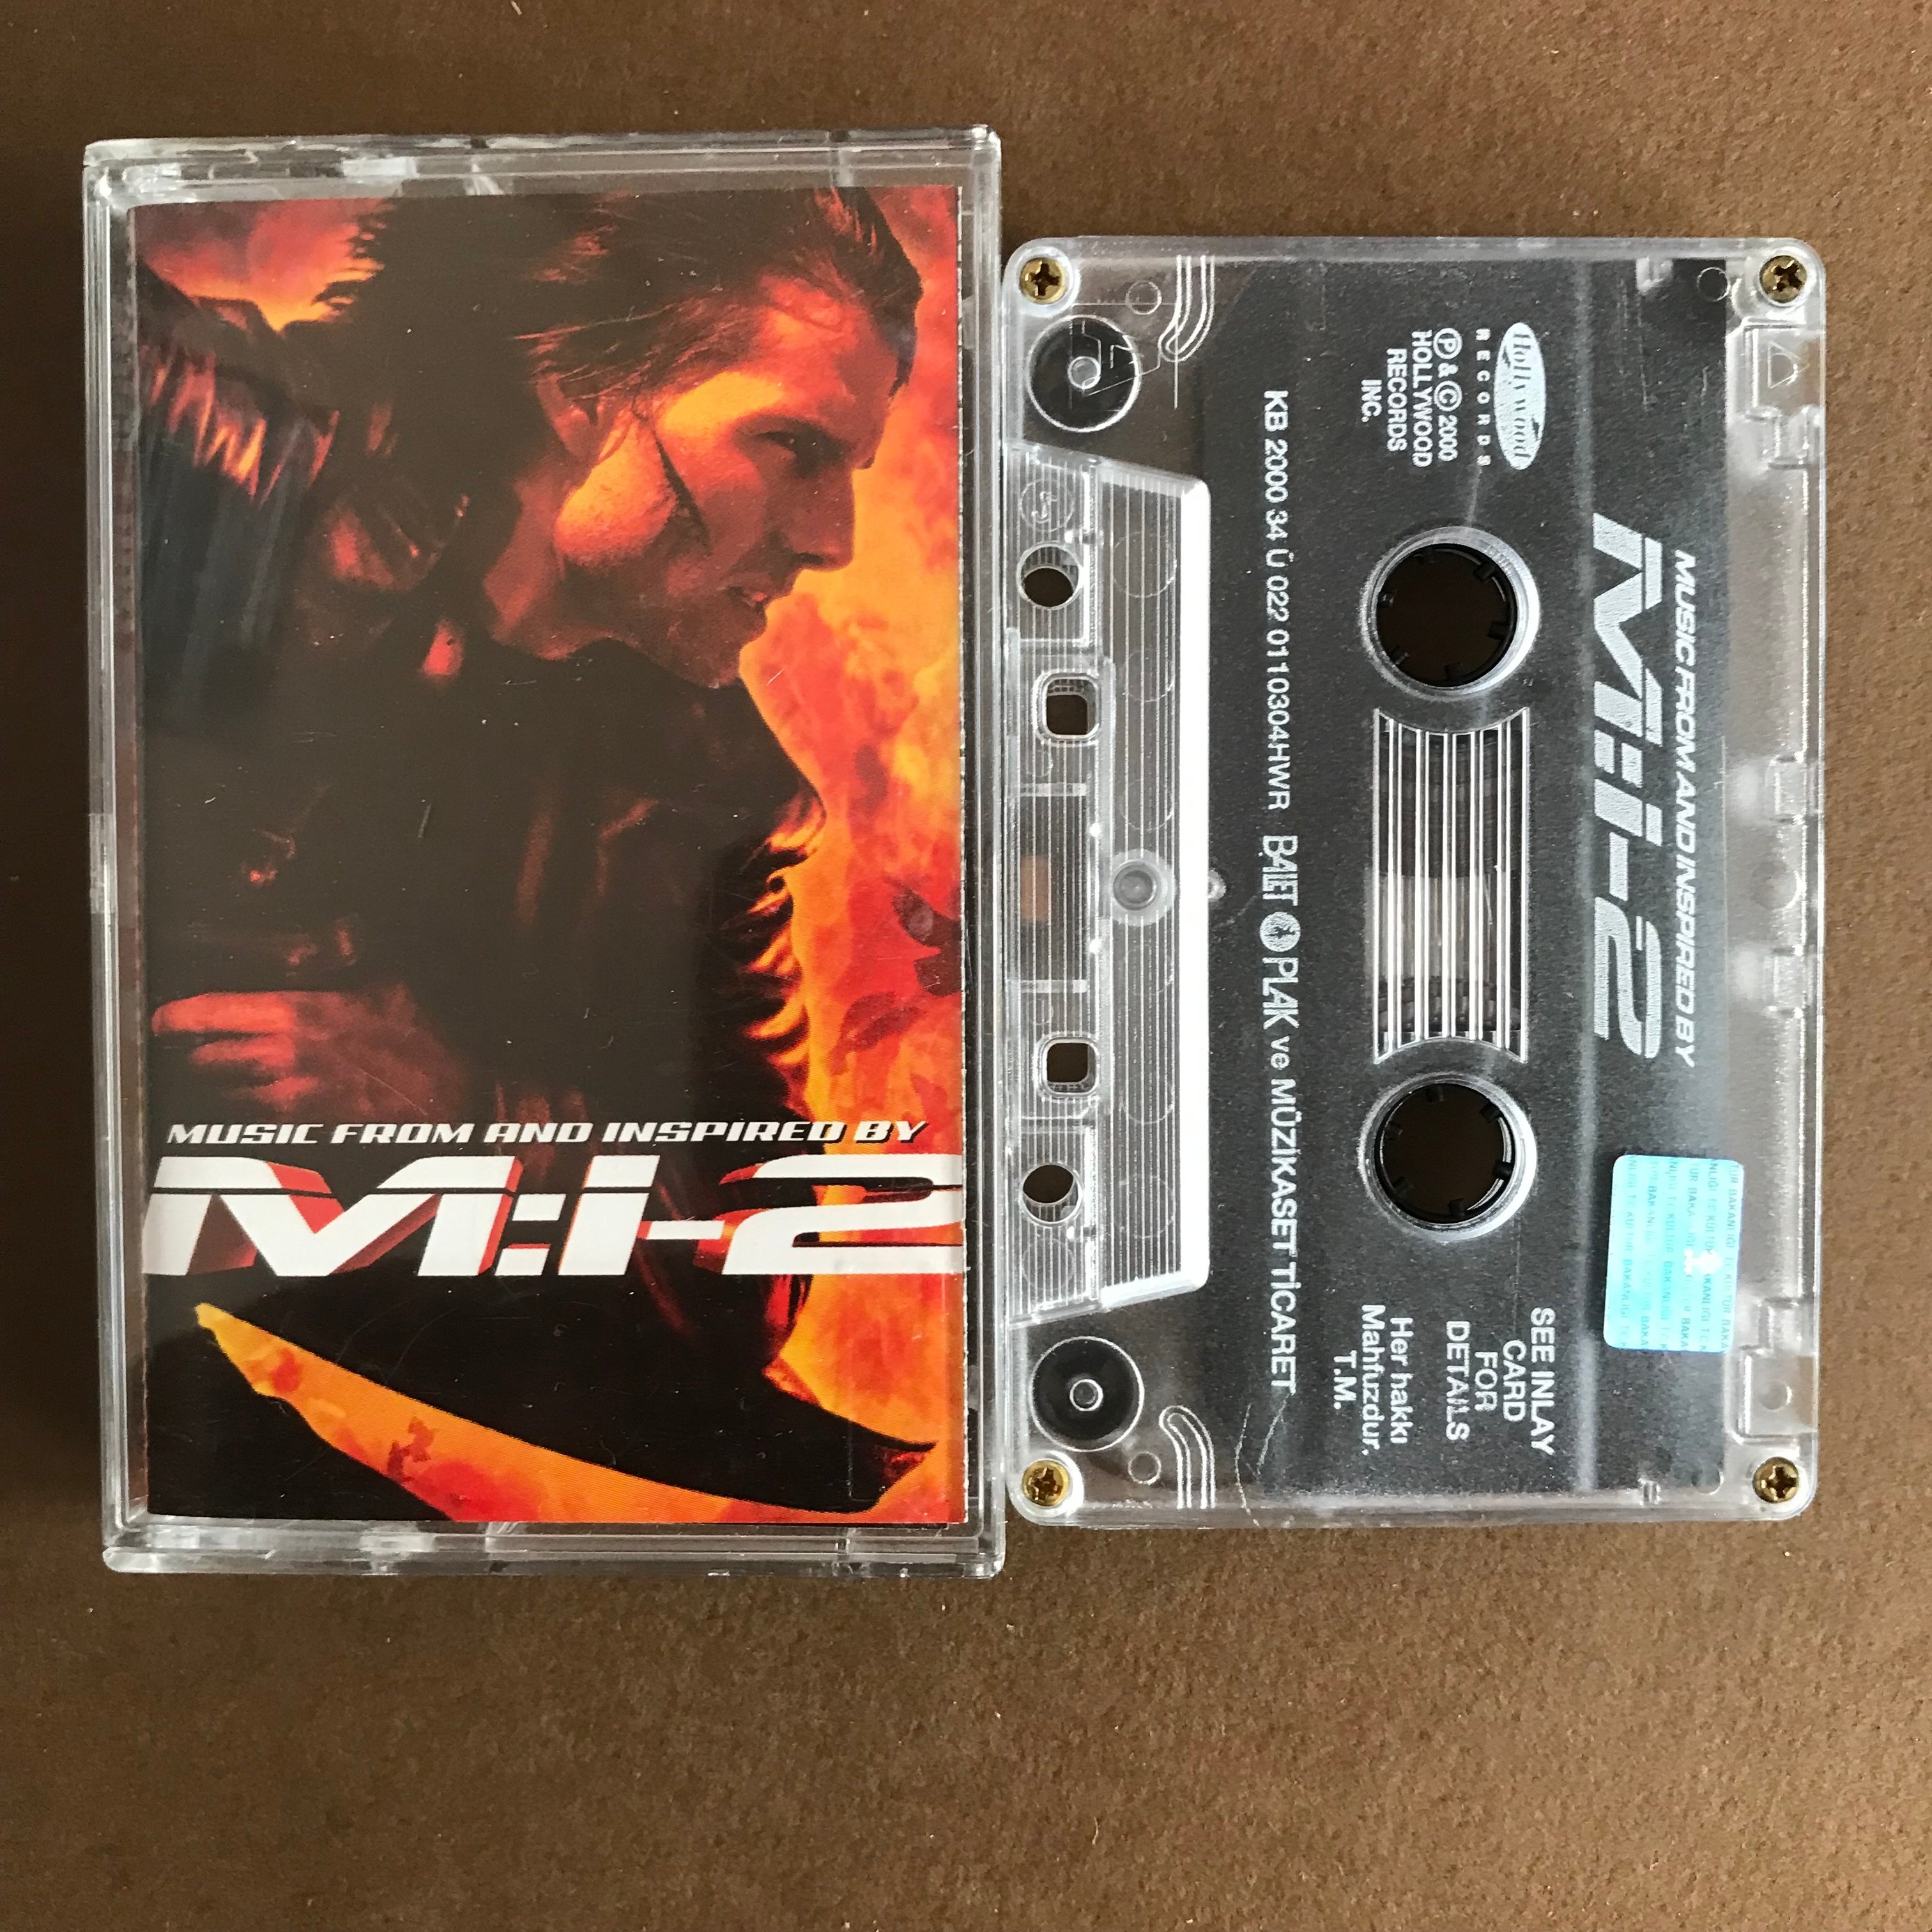 MUSIC FROM AND INSPIRED BY
M:i-2
MUSIC FROM AND INSPIRED BY
M:i-2
Hollywood
RECORDS
Ⓟ & Ⓒ 2000
HOLLYWOOD
RECORDS
INC.
SEE INLAY
CARD
FOR
DETAILS
Her hakkı
Mahfuzdur.
T.M.
KB 2000 34 Ü 022 0110304HWR BALET PLAK ve MÜZİKASET TİCARET